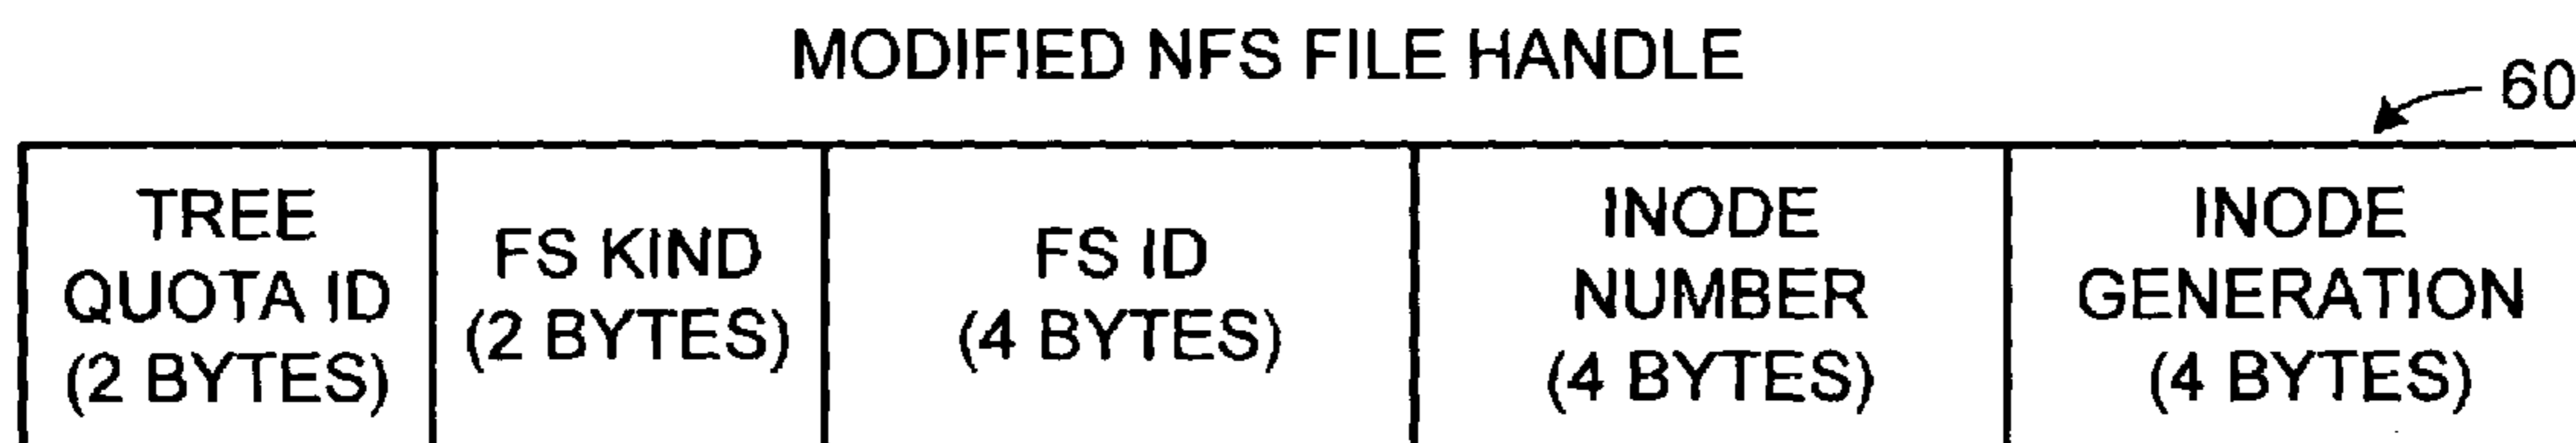 MODIFIED NFS FILE HANDLE
60
TREE
QUOTA ID
(2 BYTES)
FS KIND
(2 BYTES)
FS ID
(4 BYTES)
INODE
NUMBER
(4 BYTES)
INODE
GENERATION
(4 BYTES)